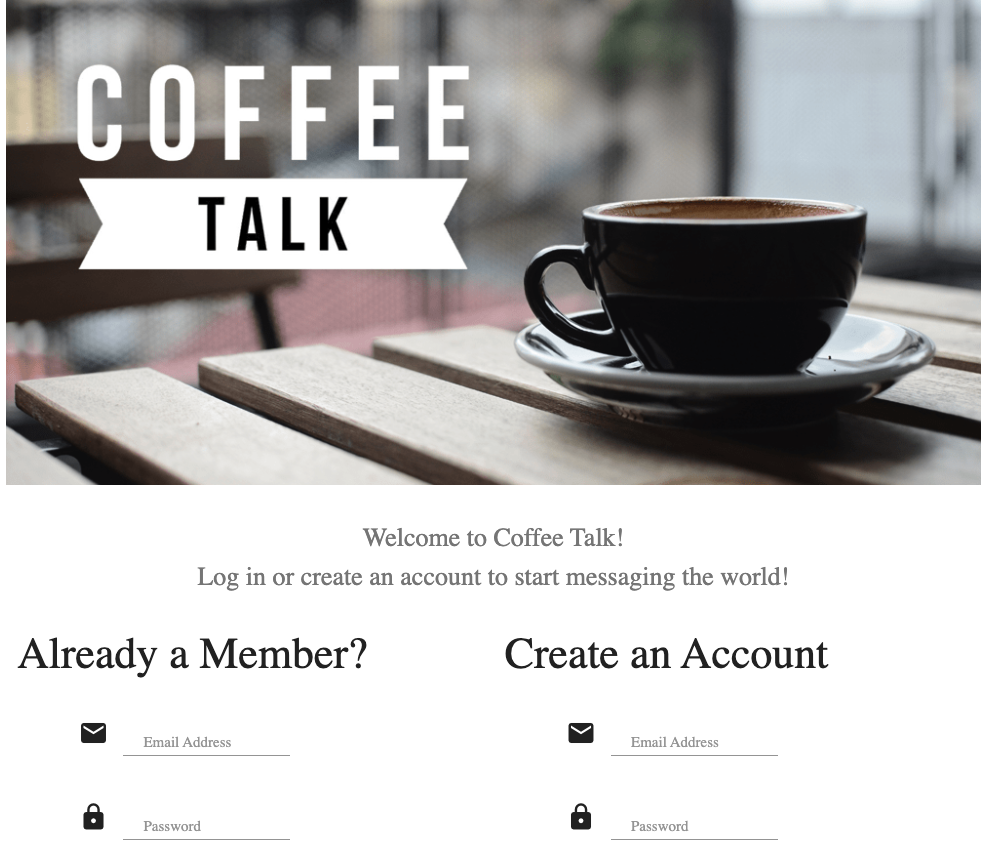 COFFEE
TALK
Welcome to Coffee Talk!
Log in or create an account to start messaging the world!
Already a Member?
Create an Account
Email Address
Email Address
Password
Password